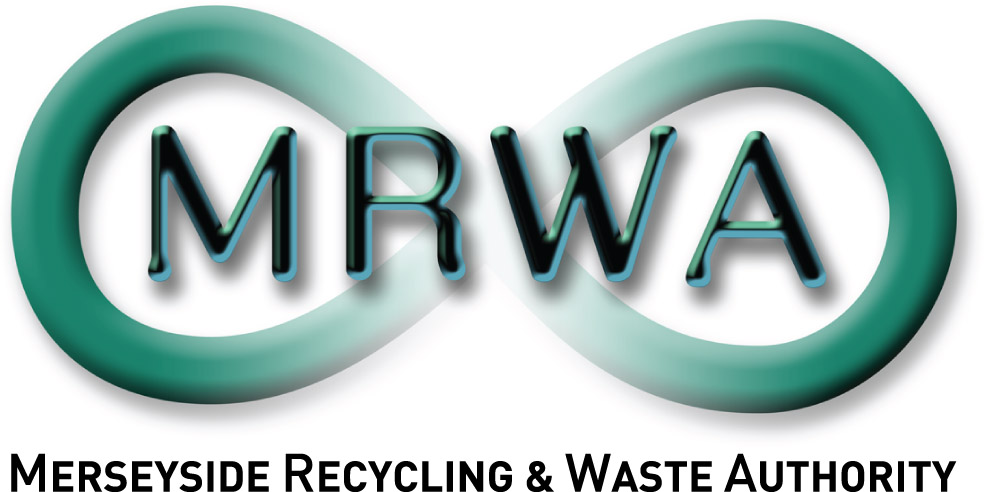 MRWA
MERSEYSIDE RECYCLING & WASTE AUTHORITY